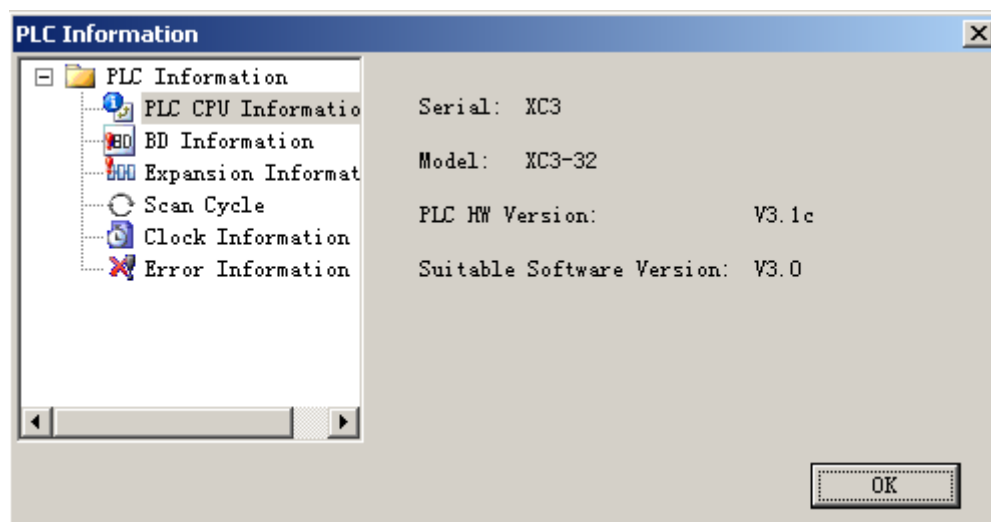 PLC Information
PLC Information
PLC CPU Informatio
BD Information
Expansion Informat
Scan Cycle
Clock Information
Error Information
Serial: XC3
Model: XC3-32
PLC HW Version: V3.1c
Suitable Software Version: V3.0
OK